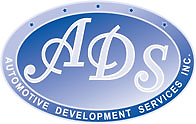 ADS
AUTOMOTIVE DEVELOPMENT SERVICES INC.